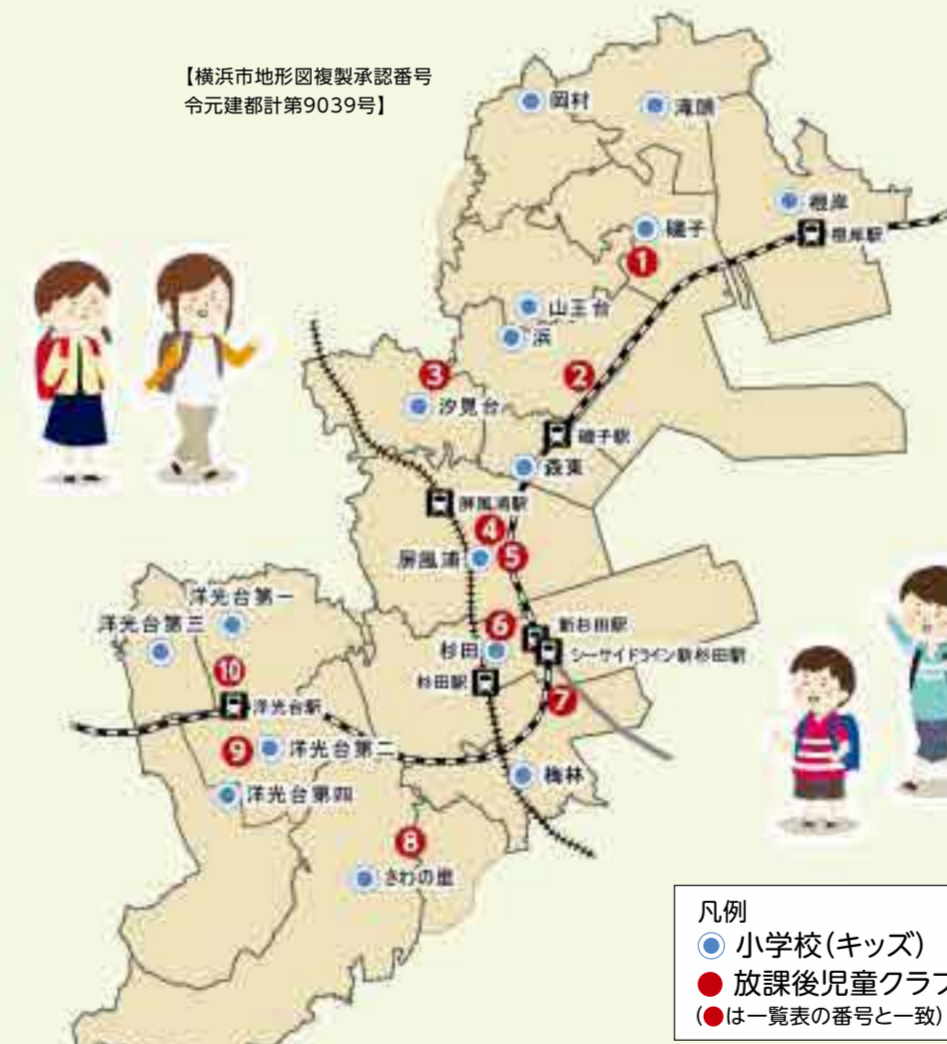 【横浜市地形図複製承認番号
令元建都計第9039号】
岡村
滝頭
根岸
根岸駅
磯子
1
山王台
浜
2
3
汐見台
磯子駅
森東
屏風浦駅
4
屏風浦
5
洋光台第一
洋光台第三
6
新杉田駅
杉田
シーサイドライン新杉田駅
10
杉田駅
7
洋光台駅
9
洋光台第二
梅林
洋光台第四
8
さわの里
凡例
小学校(キッズ)
放課後児童クラブ
(●は一覧表の番号と一致)